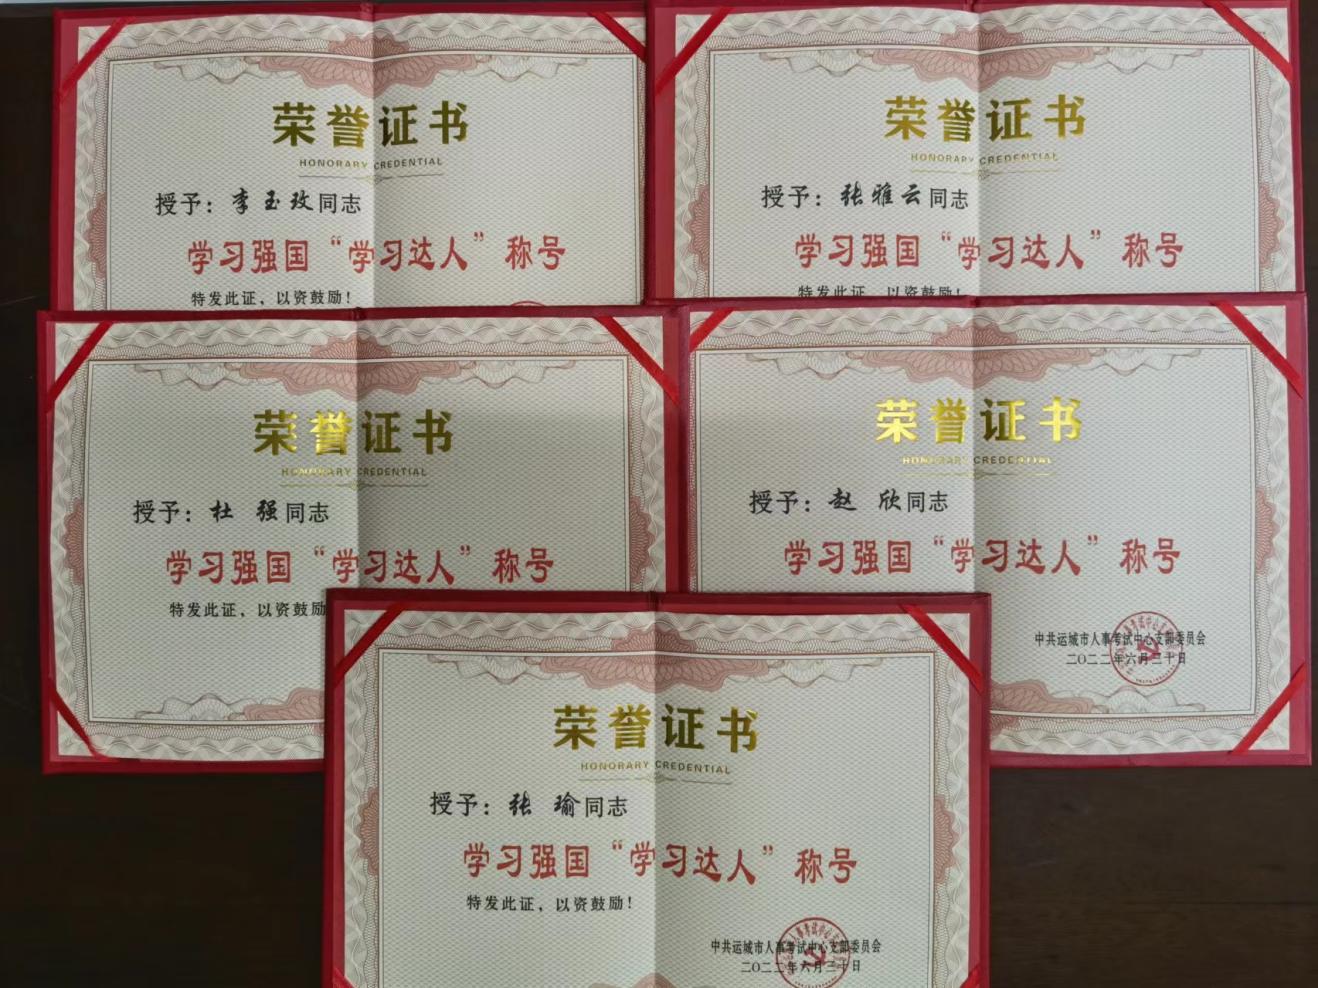 荣誉证书
HONORARY CREDENTIAL
授予：李玉玫同志
学习强国“学习达人”称号
特发此证，以资鼓励！
荣誉证书
HONORARY CREDENTIAL
授予：张雅云同志
学习强国“学习达人”称号
特发此证，以资鼓励！
荣誉证书
HONORARY CREDENTIAL
授予：杜强同志
学习强国“学习达人”称号
特发此证，以资鼓励
荣誉证书
HONORARY CREDENTIAL
授予：赵欣同志
学习强国“学习达人”称号
中共运城市人事考试中心支部委员会
二〇二二年六月三十日
荣誉证书
HONORARY CREDENTIAL
授予：张瑜同志
学习强国“学习达人”称号
特发此证，以资鼓励！
中共运城市人事考试中心支部委员会
二〇二二年六月三十日